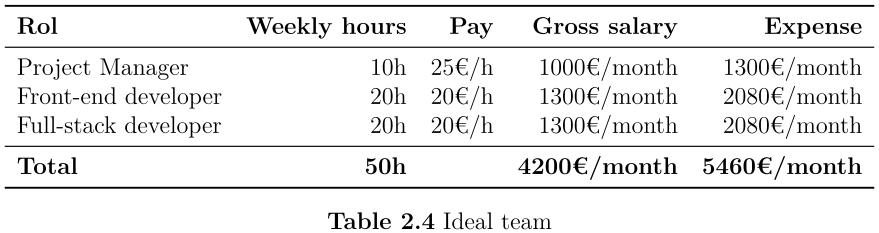 Rol Weekly hours Pay Gross salary Expense
Project Manager 10h 25€/h 1000€/month 1300€/month
Front-end developer 20h 20€/h 1300€/month 2080€/month
Full-stack developer 20h 20€/h 1300€/month 2080€/month
Total 50h 4200€/month 5460€/month
Table 2.4 Ideal team